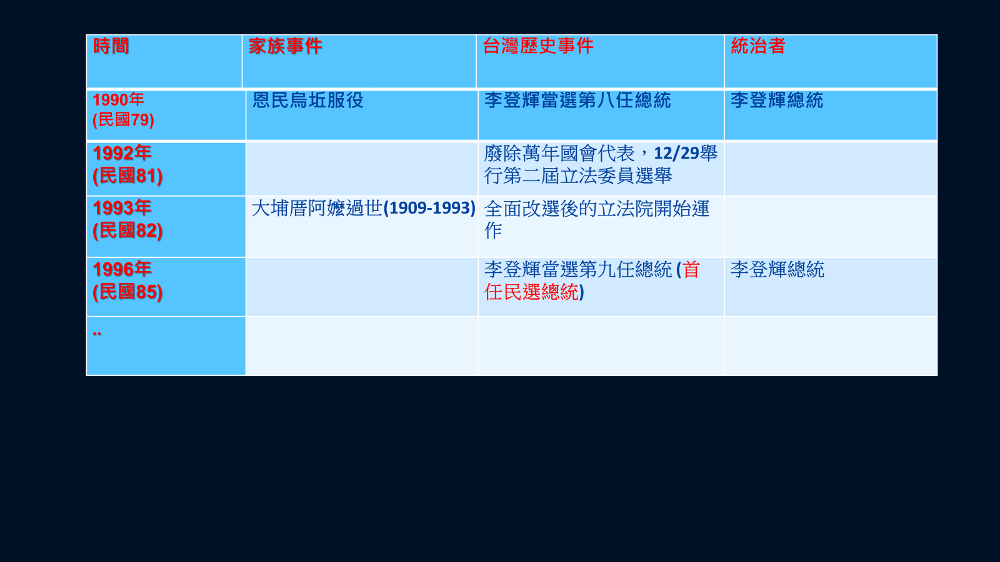 時間 家族事件 台灣歷史事件 統治者
1990年 恩民烏坵服役 李登輝當選第八任總統 李登輝總統
(民國79)
1992年 廢除萬年國會代表，12/29舉
(民國81) 行第二屆立法委員選舉
1993年 大埔厝阿嬤過世(1909-1993) 全面改選後的立法院開始運
(民國82) 作
1996年 李登輝當選第九任總統 (首 李登輝總統
(民國85) 任民選總統)
..